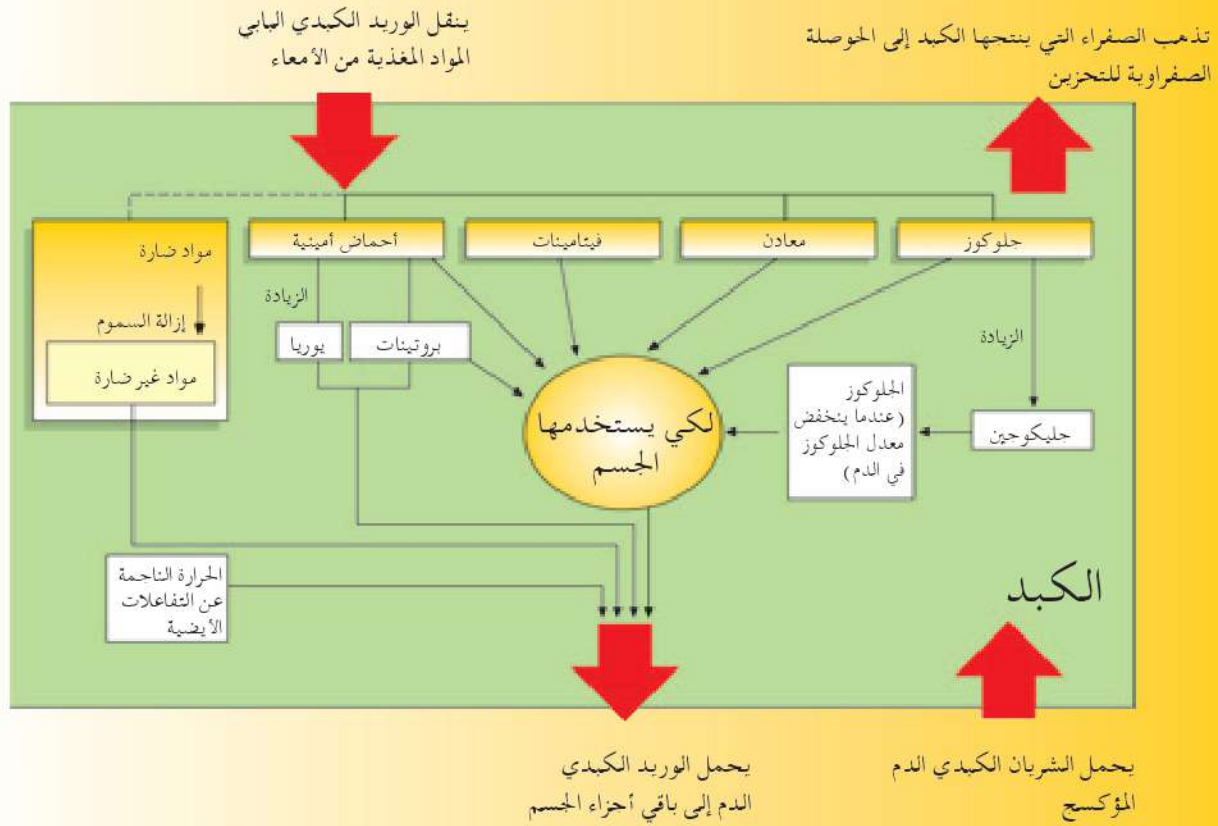 تذهب الصفراء التي ينتجها الكبد إلى الحوصلة
الصفراوية للتخزين
ينقل الوريد الكبدي البابي
المواد المغذية من الأمعاء
جلوكوز
معادن
فيتامينات
أحماض أمينية
مواد ضارة
إزالة السموم
مواد غير ضارة
الزيادة
يوريا
بروتينات
الزيادة
جليكوجين
الجلوكوز
(عندما ينخفض
معدل الجلوكوز
في الدم)
لكي يستخدمها
الجسم
الحرارة الناجمة
عن التفاعلات
الأيضية
الكبد
يحمل الشريان الكبدي الدم
المؤكسج
يحمل الوريد الكبدي
الدم إلى باقي أجزاء الجسم